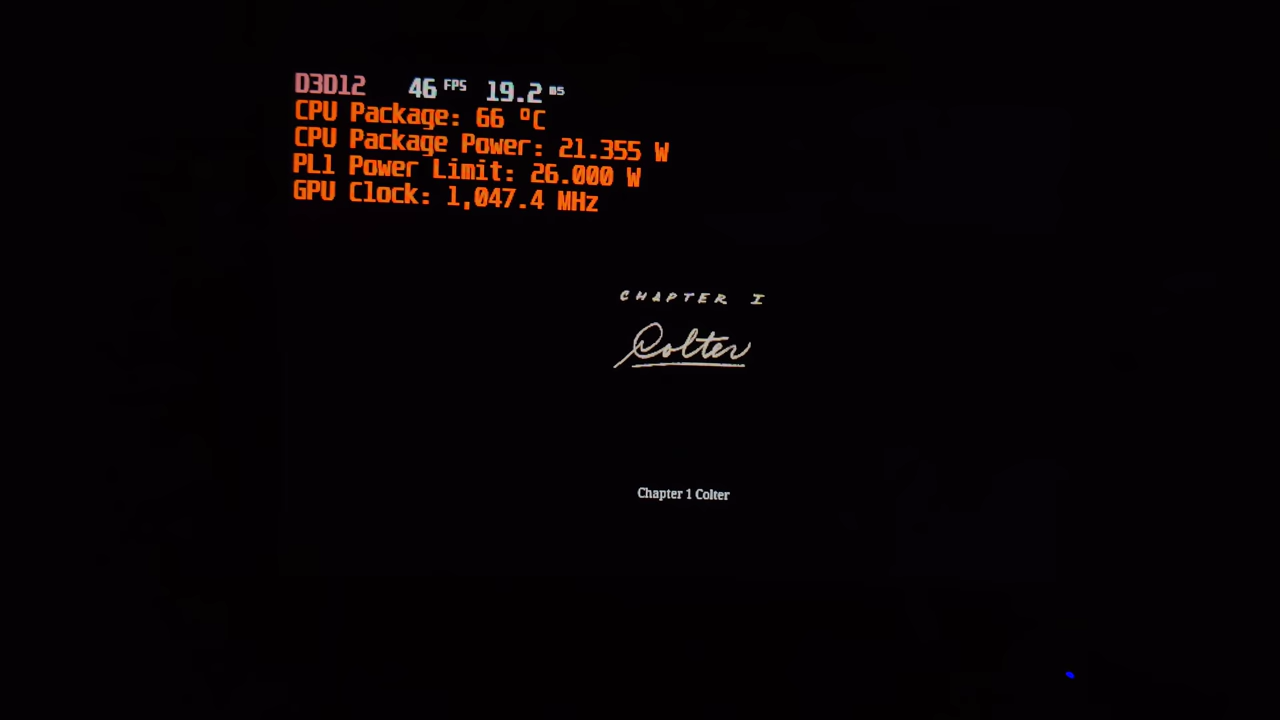 D3D12 46 FPS 19.2 ms
CPU Package: 66 ºC
CPU Package Power: 21.355 W
PL1 Power Limit: 26.000 W
GPU Clock: 1,047.4 MHz
CHAPTER I
Colter
Chapter 1 Colter